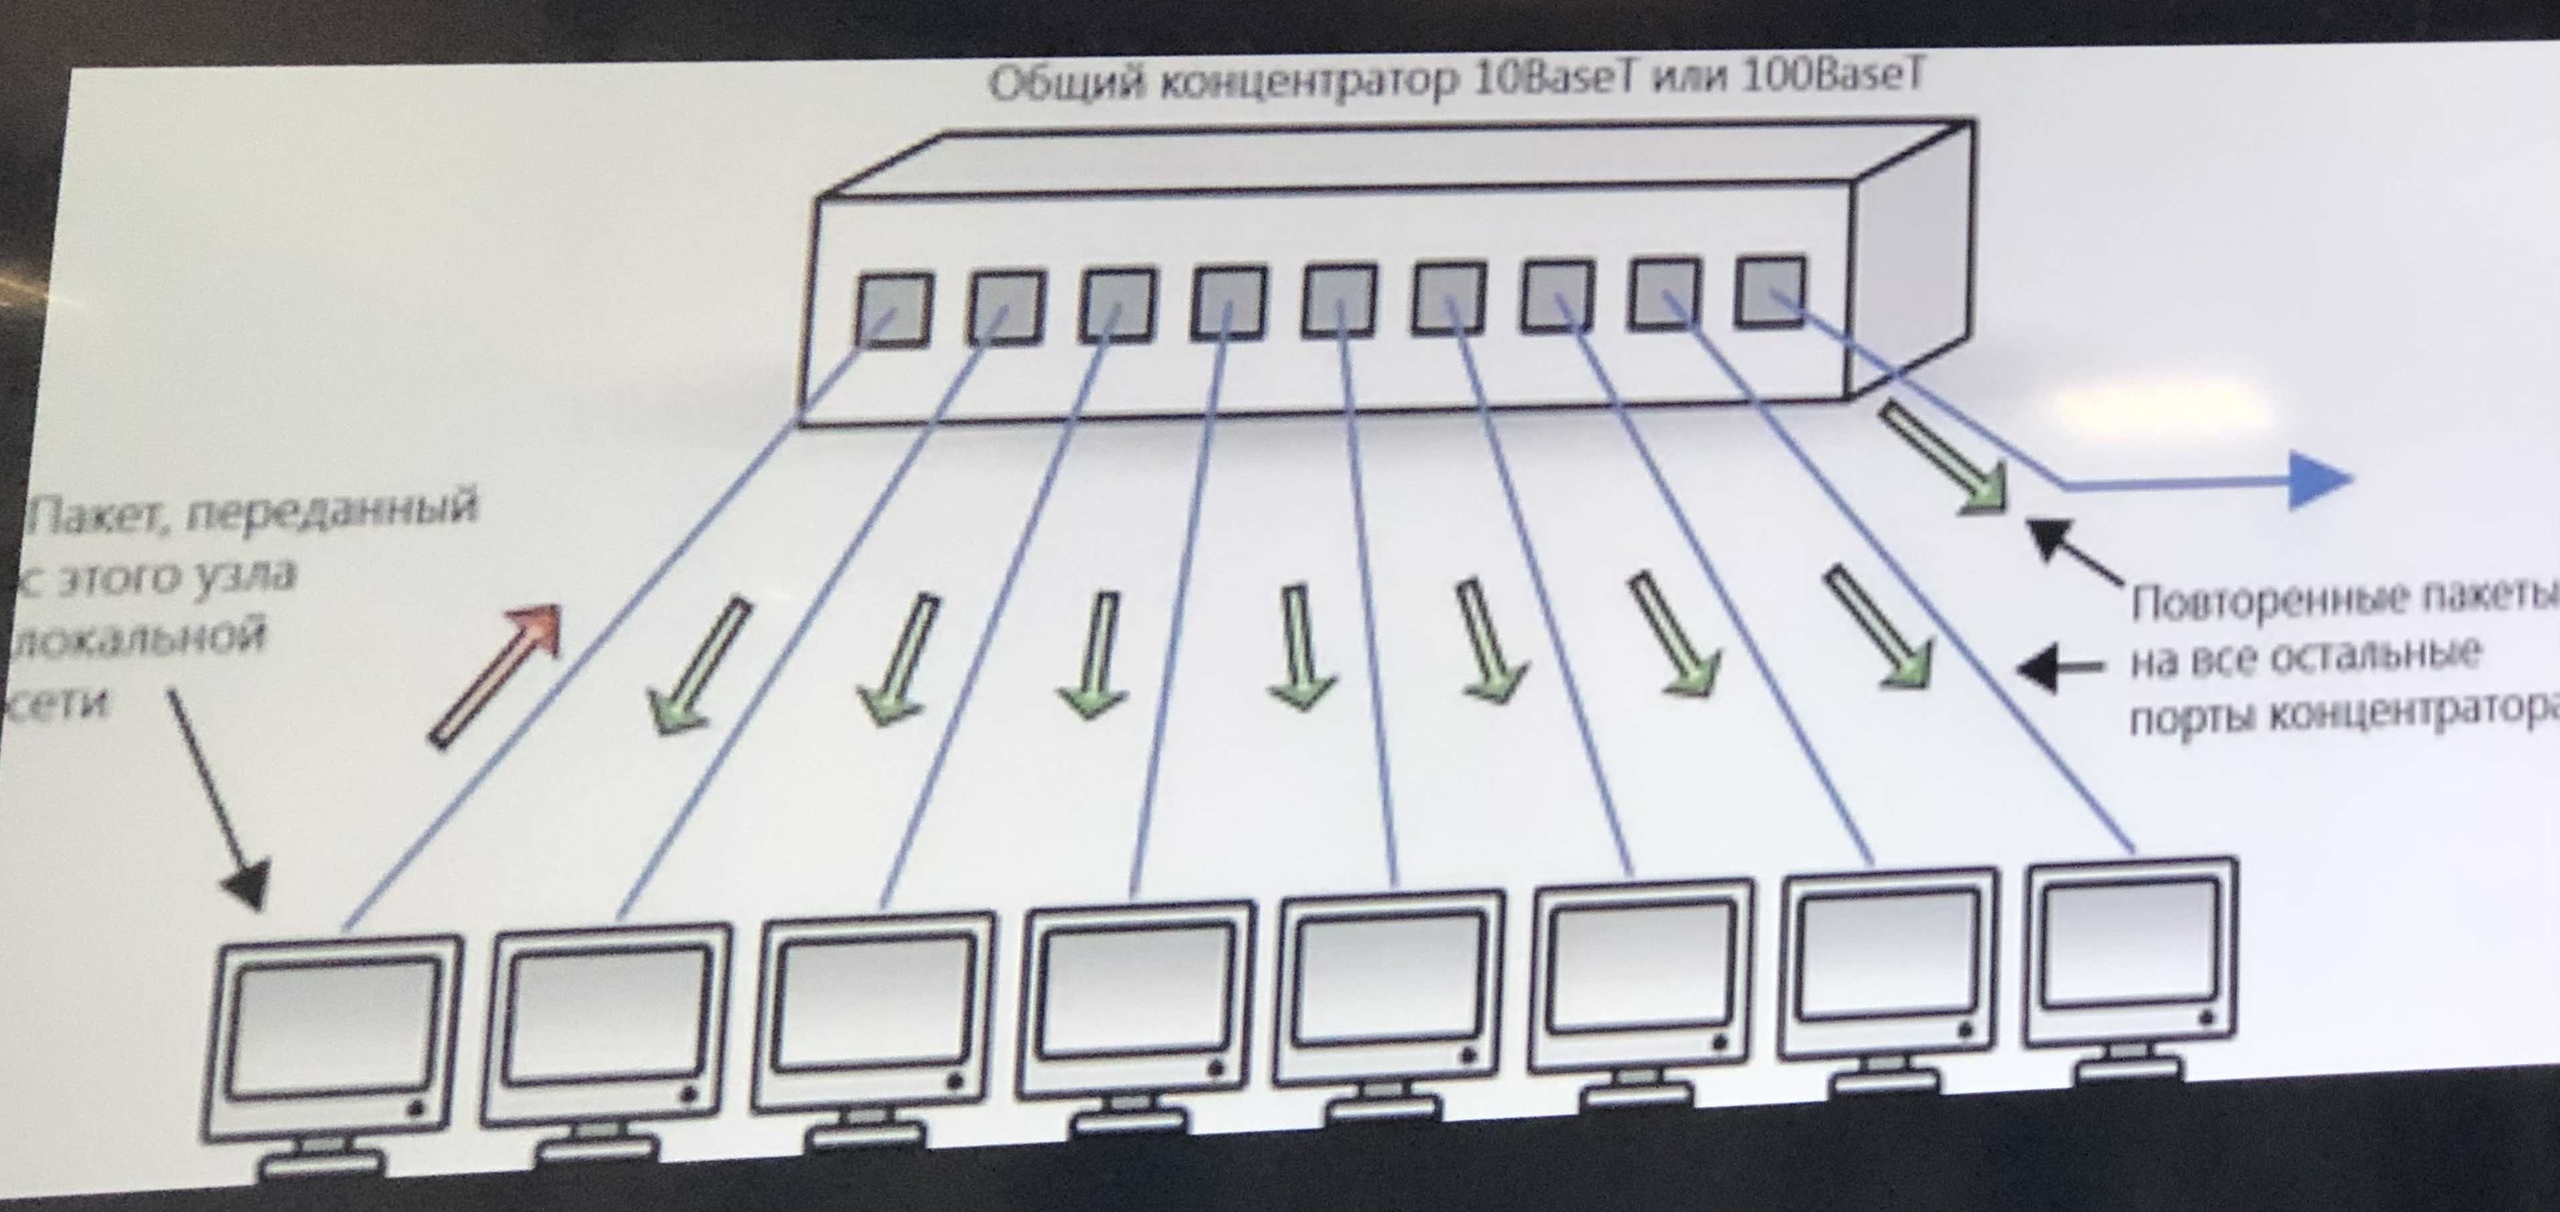 Общий концентратор 10BaseT или 100BaseT
Пакет, переданный
с этого узла
локальной
сети
Повторенные пакеты
на все остальные
порты концентратора